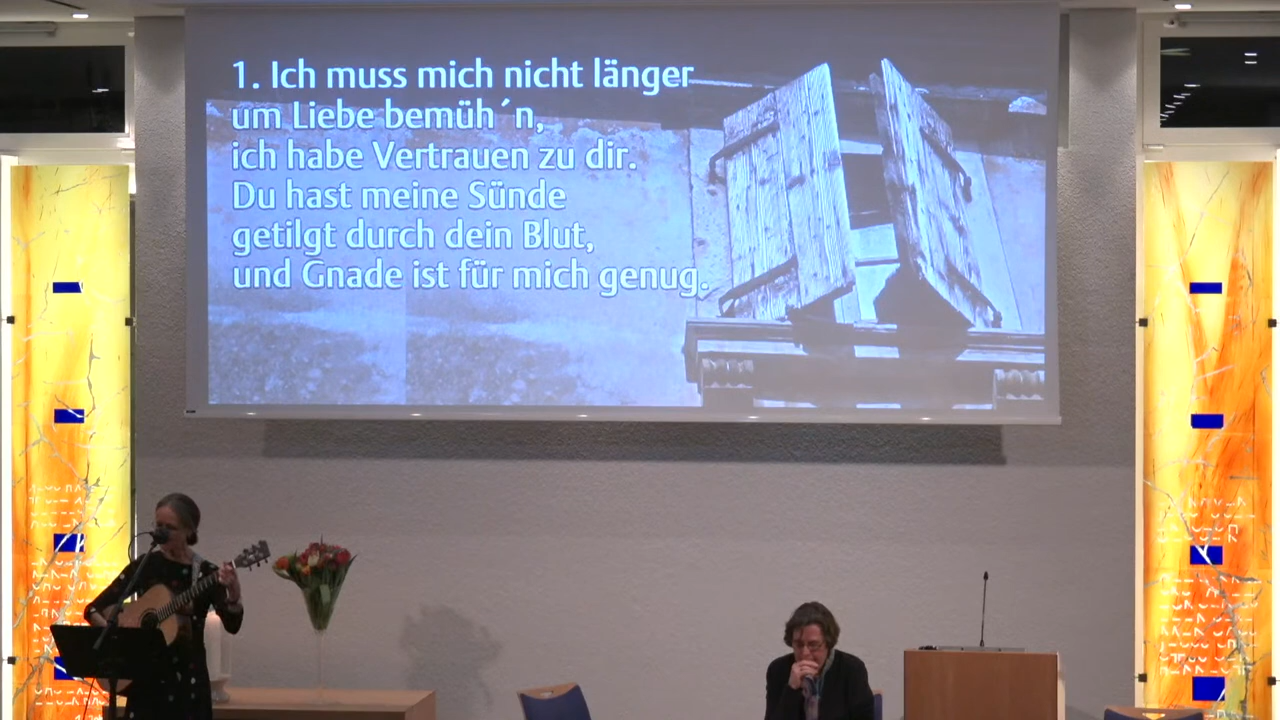 1. Ich muss mich nicht länger
um Liebe bemüh´n,
ich habe Vertrauen zu dir.
Du hast meine Sünde
getilgt durch dein Blut,
und Gnade ist für mich genug.